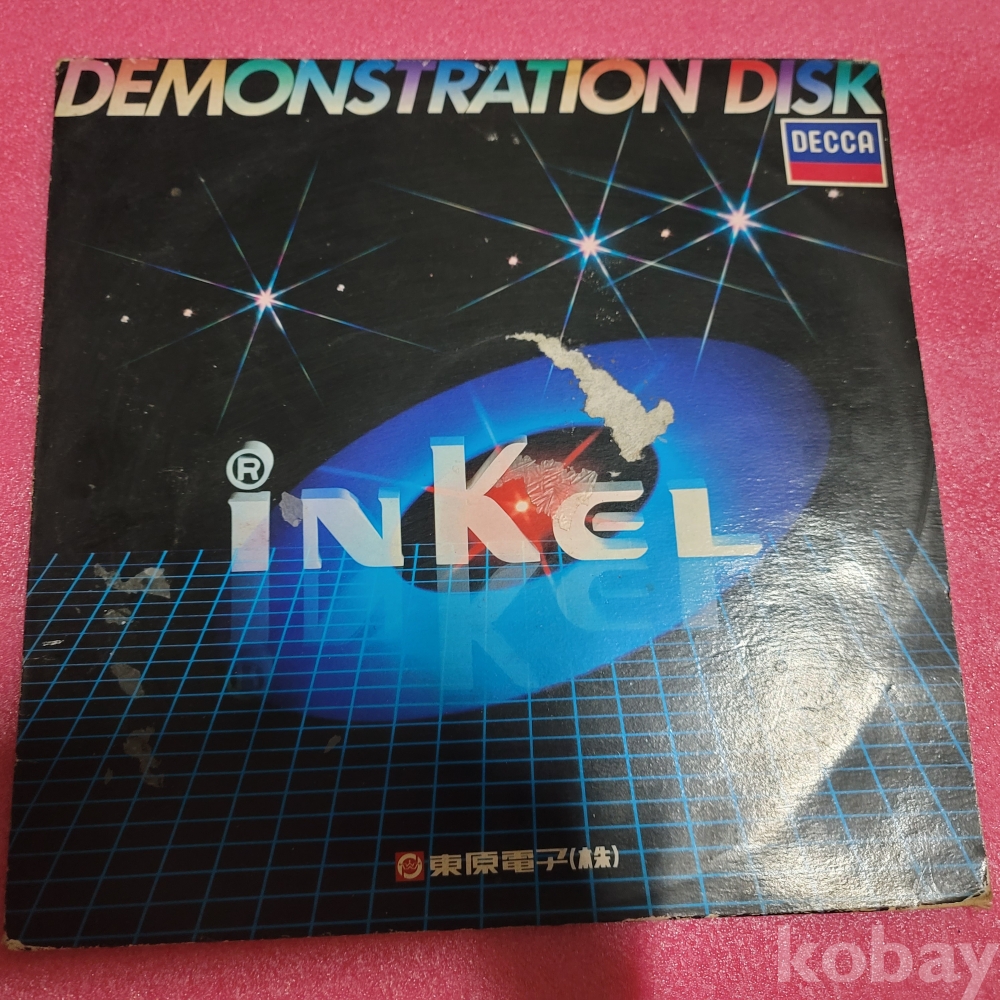 DEMONSTRATION DISK
DECCA
®
INKEL
東原電子(株)
kobay